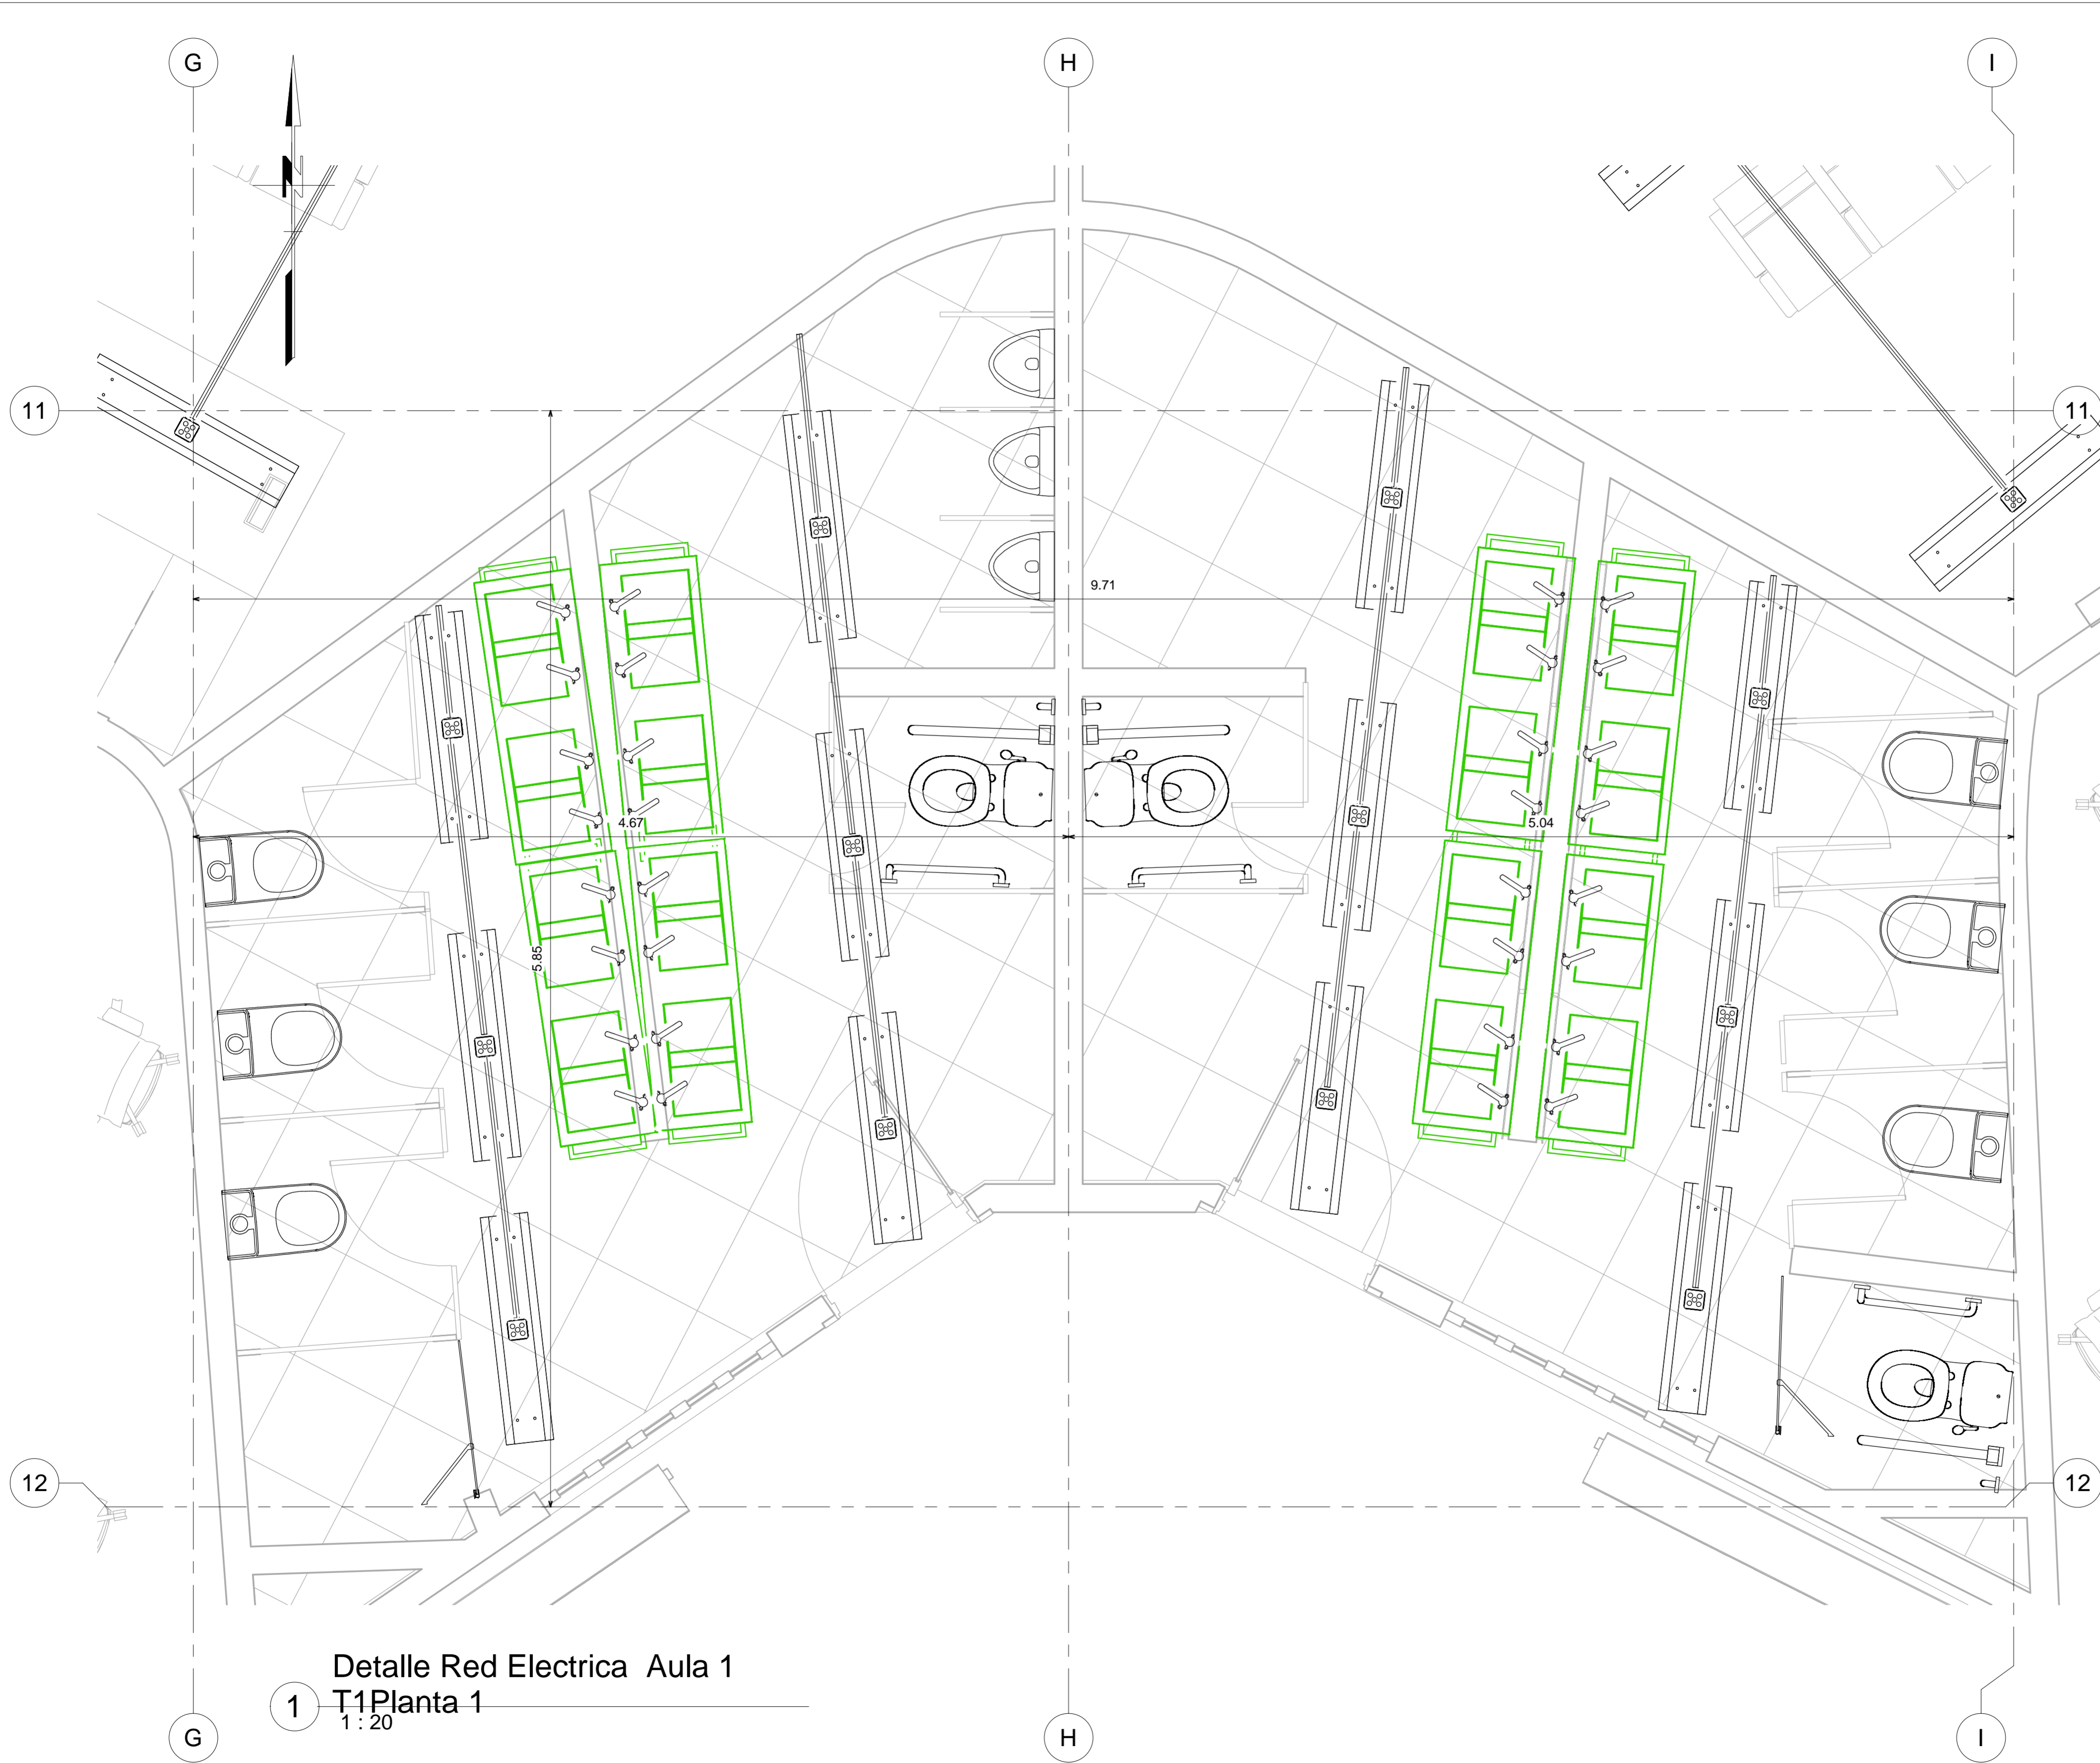 G
H
I
N
11
11
9.71
4.67
5.04
5.85
12
12
Detalle Red Electrica Aula 1
T1Planta 1
1
1 : 20
G
H
I